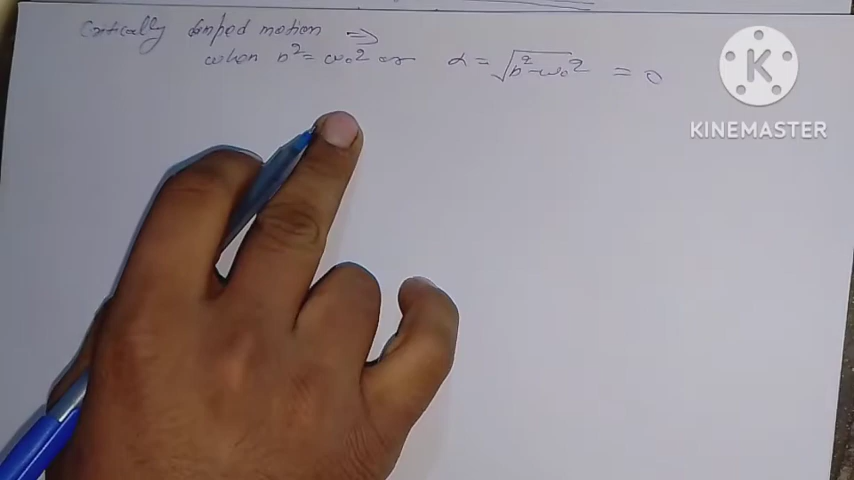 Critically damped motion ⇒
when b² = ω₀² or α = √b²-ω₀² = 0
KINEMASTER